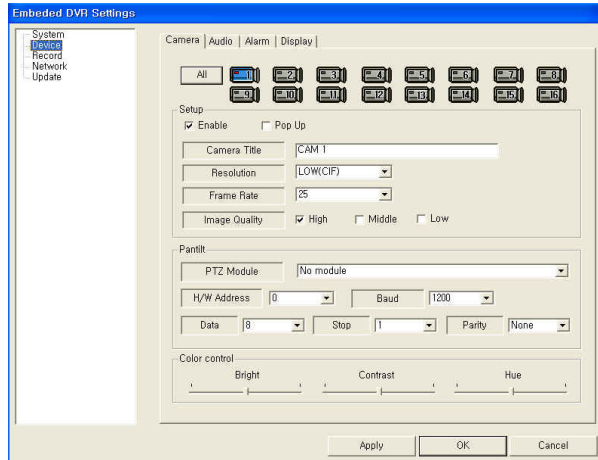 Embeded DVR Settings
System
Device
Record
Network
Update
Camera Audio Alarm Display
All 1 2 3 4 5 6 7 8
9 10 11 12 13 14 15 16
Setup
Enable Pop Up
Camera Title CAM 1
Resolution LOW(CIF)
Frame Rate 25
Image Quality High Middle Low
Pantilt
PTZ Module No module
H/W Address 0 Baud 1200
Data 8 Stop 1 Parity None
Color control
Bright Contrast Hue
Apply OK Cancel